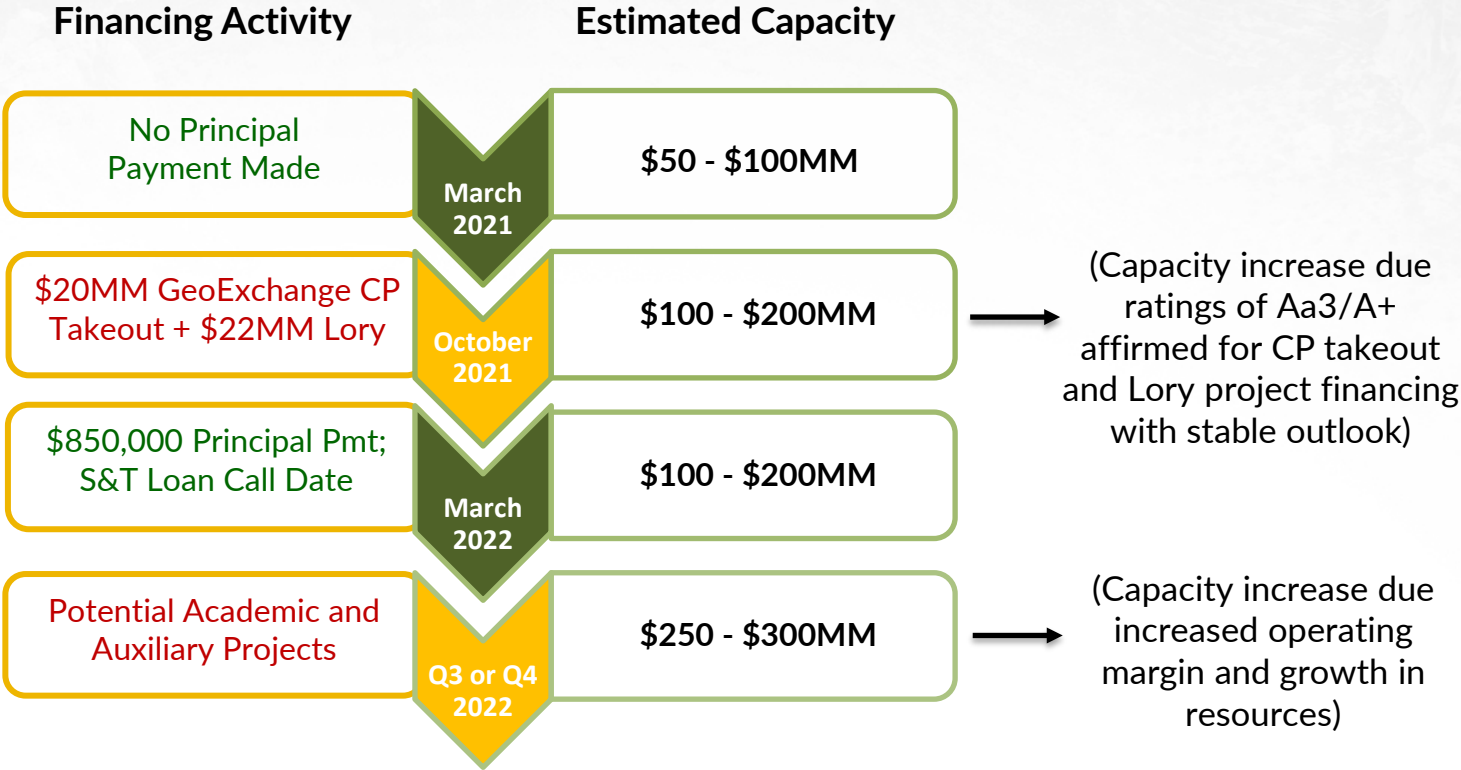 Financing Activity
Estimated Capacity
No Principal
Payment Made
March
2021
$50 - $100MM
$20MM GeoExchange CP
Takeout + $22MM Lory
October
2021
$100 - $200MM
(Capacity increase due
ratings of Aa3/A+
affirmed for CP takeout
and Lory project financing
with stable outlook)
$850,000 Principal Pmt;
S&T Loan Call Date
March
2022
$100 - $200MM
Potential Academic and
Auxiliary Projects
Q3 or Q4
2022
$250 - $300MM
(Capacity increase due
increased operating
margin and growth in
resources)